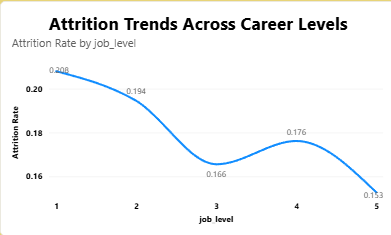 Attrition Trends Across Career Levels
Attrition Rate by job_level
0.208
0.20
0.194
0.18
0.176
0.166
0.16
0.153
Attrition Rate
1 2 3 4 5
job_level